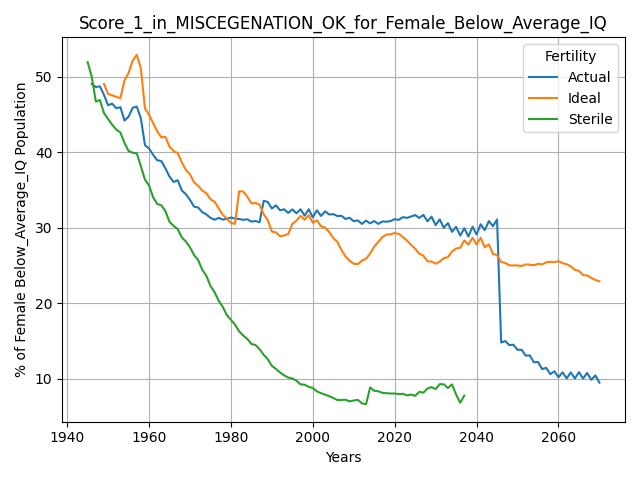 Score_1_in_MISCEGENATION_OK_for_Female_Below_Average_IQ
Fertility
Actual
Ideal
Sterile
% of Female Below_Average_IQ Population
50
40
30
20
10
1940 1960 1980 2000 2020 2040 2060
Years